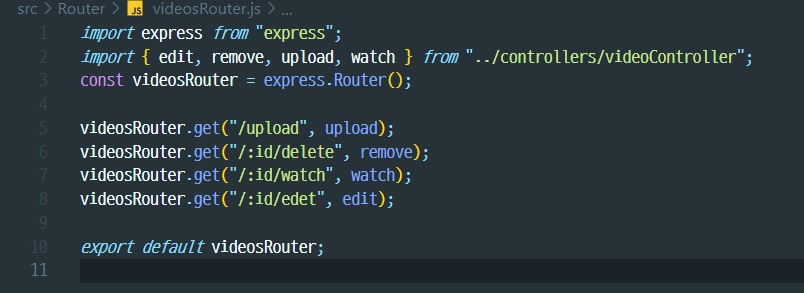 src > Router > JS videosRouter.js > ...
1 import express from "express";
2 import { edit, remove, upload, watch } from "../controllers/videoController";
3 const videosRouter = express.Router();
4
5 videosRouter.get("/upload", upload);
6 videosRouter.get("/:id/delete", remove);
7 videosRouter.get("/:id/watch", watch);
8 videosRouter.get("/:id/edet", edit);
9
10 export default videosRouter;
11